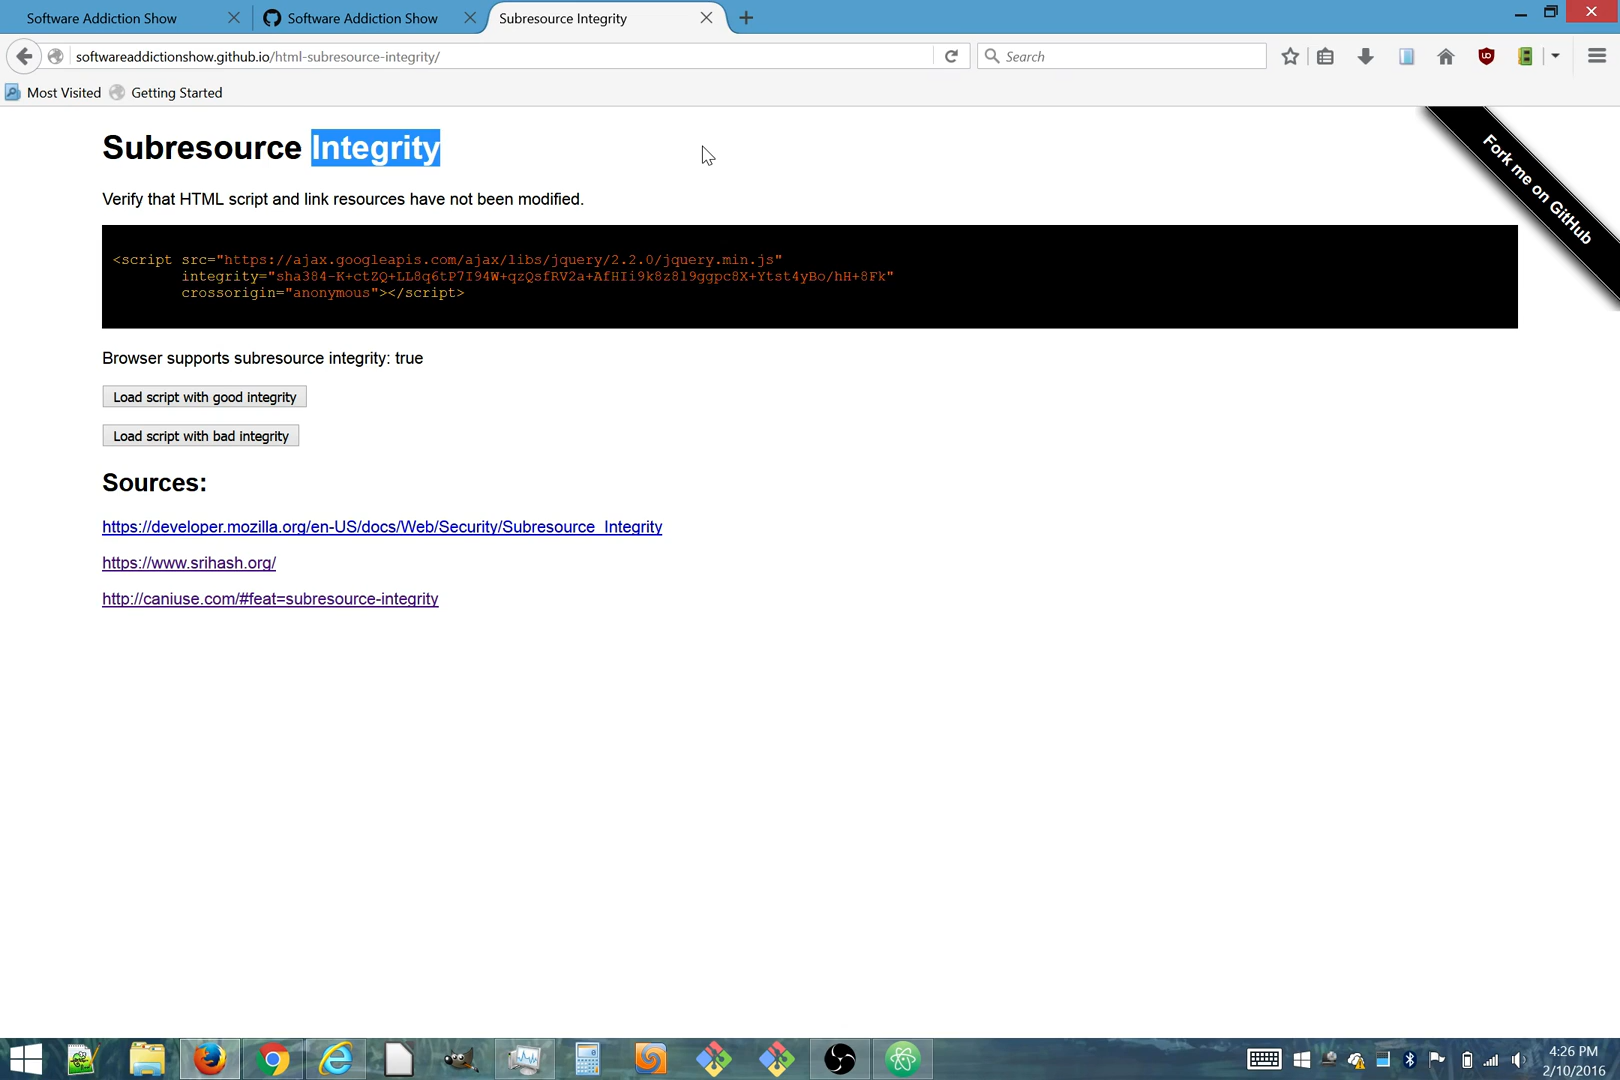 Software Addiction Show
Software Addiction Show
Subresource Integrity
softwareaddictionshow.github.io/html-subresource-integrity/
Search
Most Visited
Getting Started
Subresource Integrity
Fork me on GitHub
Verify that HTML script and link resources have not been modified.
<script src="https://ajax.googleapis.com/ajax/libs/jquery/2.2.0/jquery.min.js"
integrity="sha384-K+ctZQ+LL8q6tP7I94W+qzQsfRV2a+AfHIi9k8z8l9ggpc8X+Ytst4yBo/hH+8Fk"
crossorigin="anonymous"></script>
Browser supports subresource integrity: true
Load script with good integrity
Load script with bad integrity
Sources:
https://developer.mozilla.org/en-US/docs/Web/Security/Subresource_Integrity
https://www.srihash.org/
http://caniuse.com/#feat=subresource-integrity
4:26 PM
2/10/2016